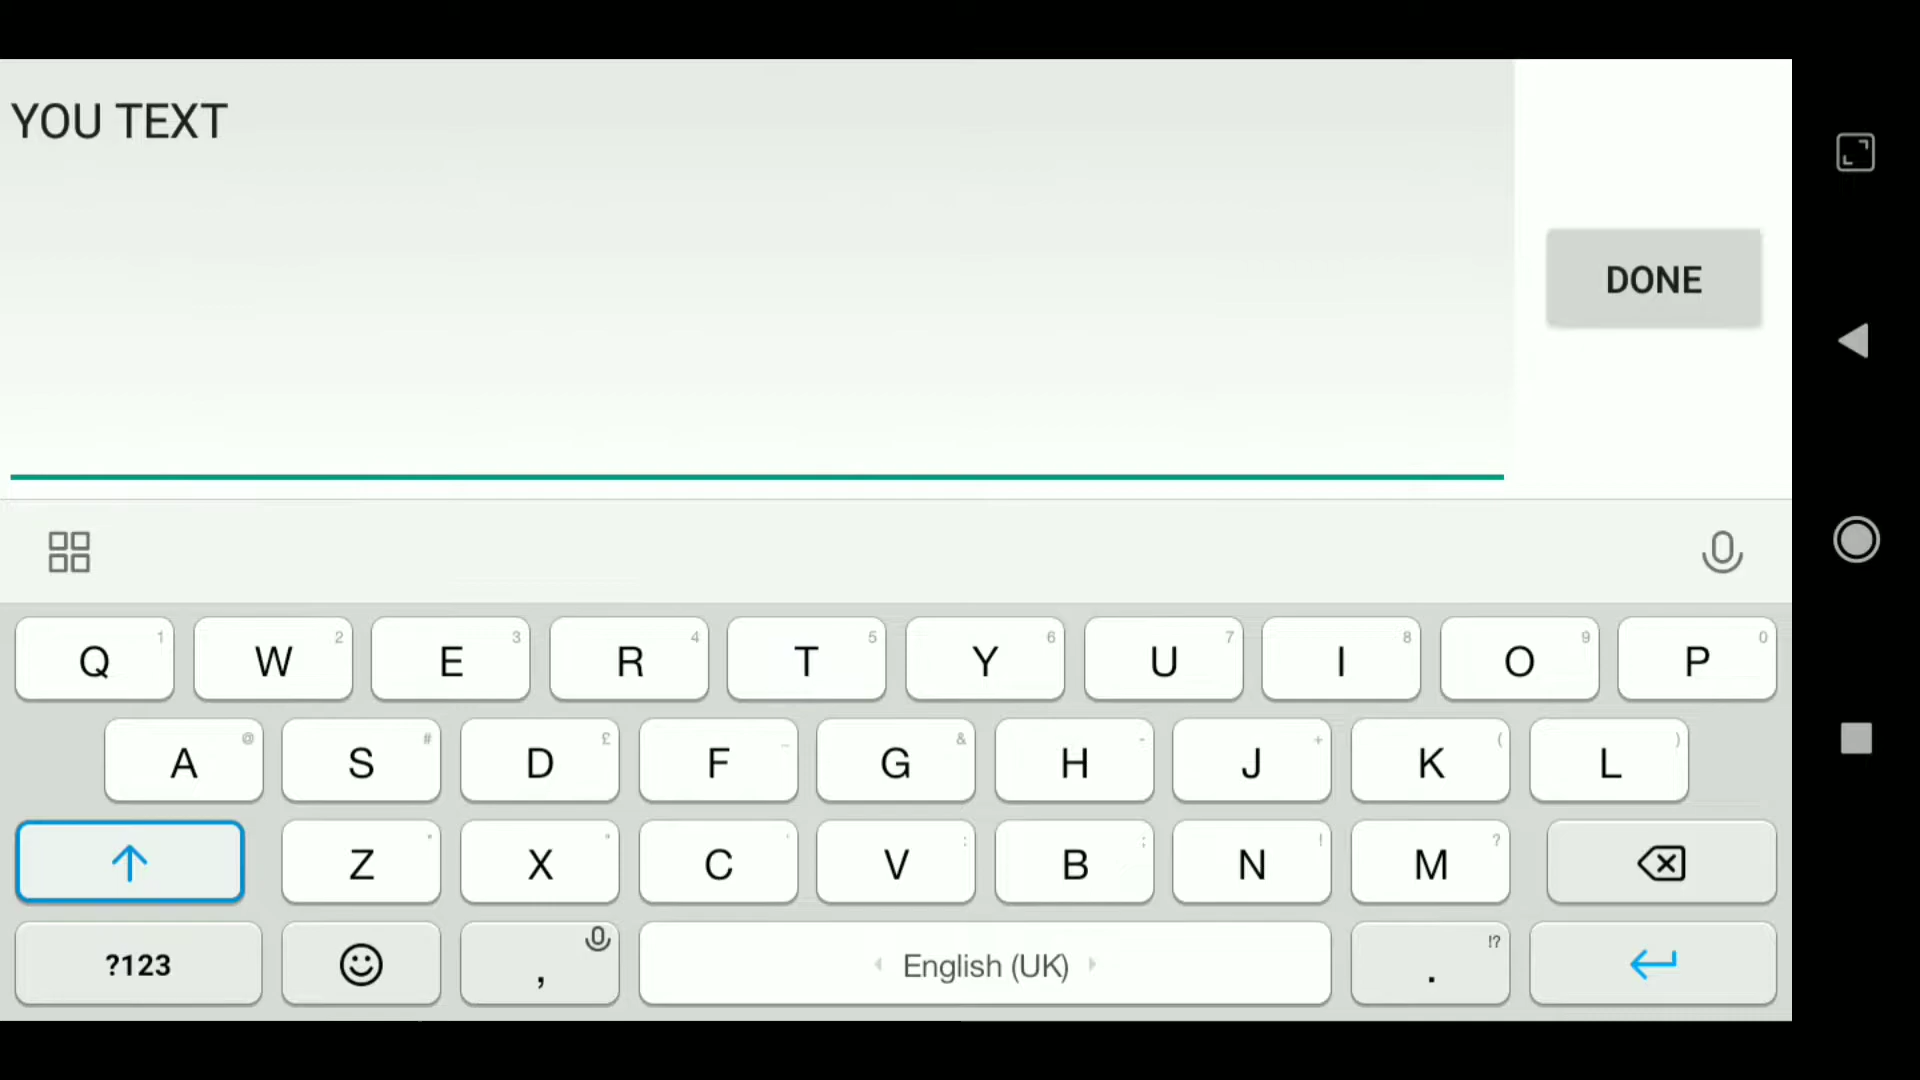 YOU TEXT
DONE
Q 1 W 2 E 3 R 4 T 5 Y 6 U 7 I 8 O 9 P 0
A @ S # D £ F _ G & H - J + K ( L )
Z X C ' V : B ; N ! M ?
?123 , English (UK) . !?